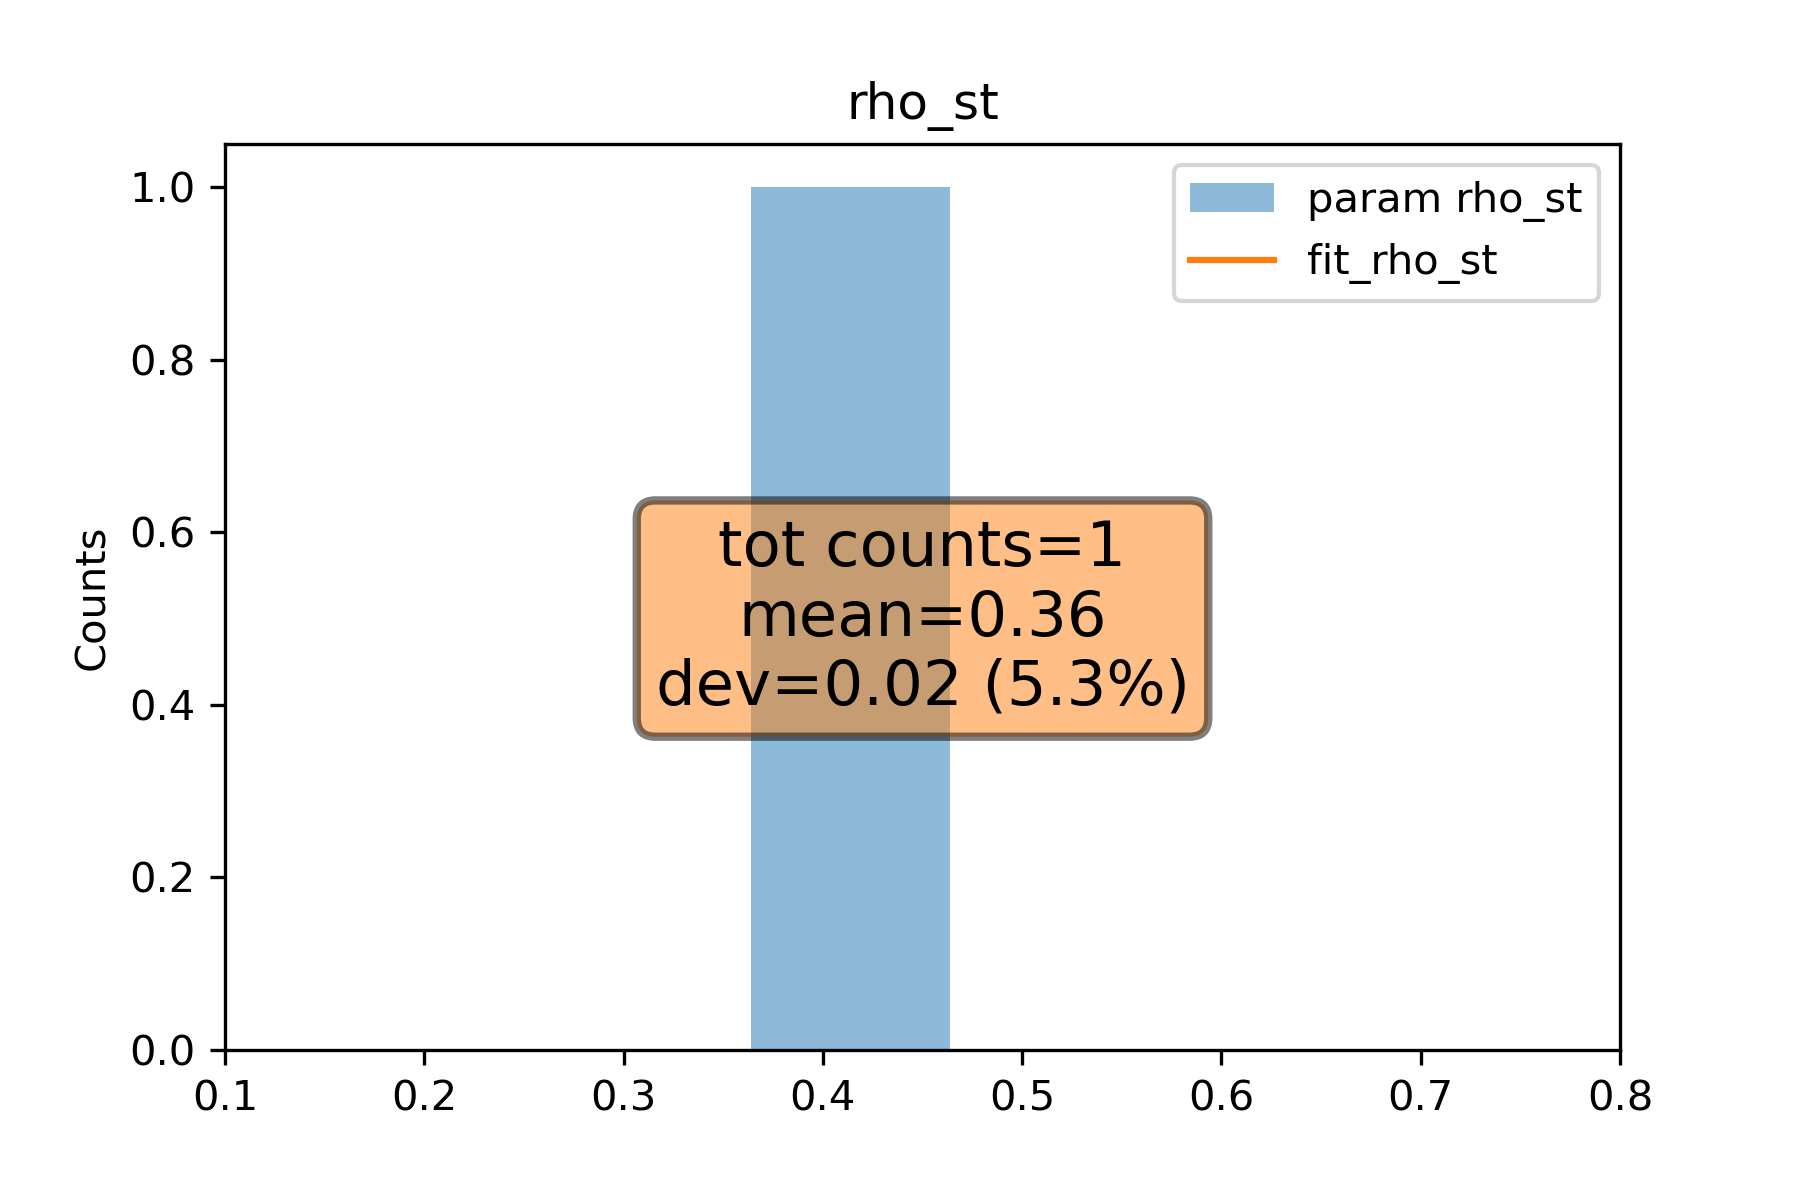 rho_st
param rho_st
fit_rho_st
Counts
1.0
0.8
0.6
0.4
0.2
0.0
tot counts=1
mean=0.36
dev=0.02 (5.3%)
0.1 0.2 0.3 0.4 0.5 0.6 0.7 0.8